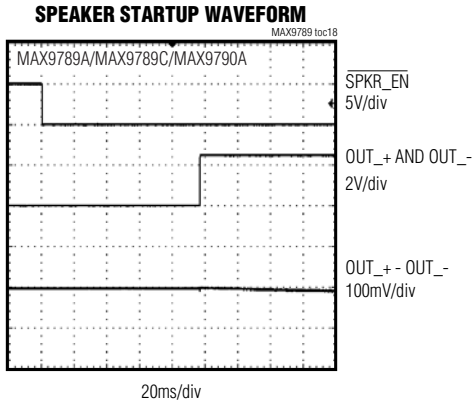 SPEAKER STARTUP WAVEFORM
MAX9789 toc18
MAX9789A/MAX9789C/MAX9790A
SPKR_EN
5V/div
OUT_+ AND OUT_-
2V/div
OUT_+ - OUT_-
100mV/div
20ms/div